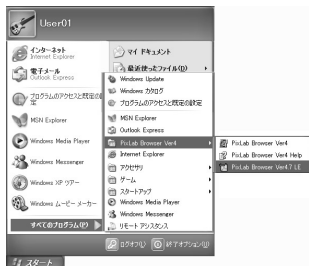 User01
インターネット
Internet Explorer
電子メール
Outlook Express
プログラムのアクセスと既定の設定
MSN Explorer
Windows Media Player
Windows Messenger
Windows XP ツアー
Windows ムービー メーカー
すべてのプログラム(P)
マイ ドキュメント
最近使ったファイル(D)
Windows Update
Windows カタログ
プログラムのアクセスと既定の設定
MSN Explorer
Outlook Express
PixLab Browser Ver4
Internet Explorer
アクセサリ
ゲーム
スタートアップ
Windows Media Player
Windows Messenger
リモート アシスタンス
PixLab Browser Ver4
PixLab Browser Ver4 Help
PixLab Browser Ver4.7 LE
ログオフ(L)
終了オプション(U)
スタート